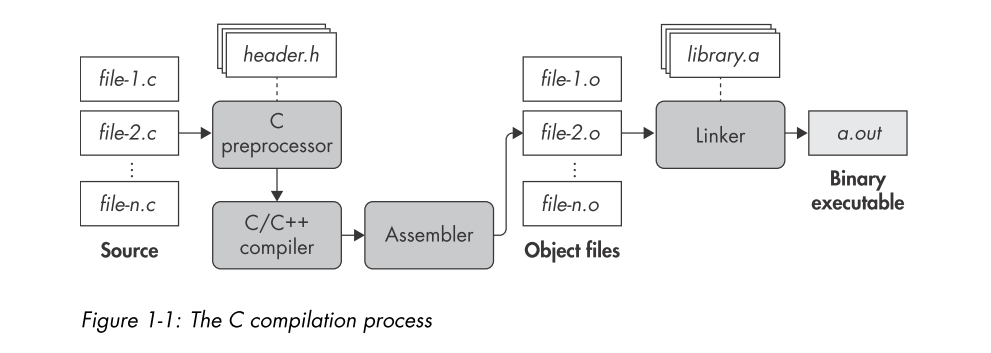 header.h
library.a
file-1.c
file-2.c
⋮
file-n.c
Source
C
preprocessor
C/C++
compiler
Assembler
file-1.o
file-2.o
⋮
file-n.o
Object files
Linker
a.out
Binary
executable
Figure 1-1: The C compilation process